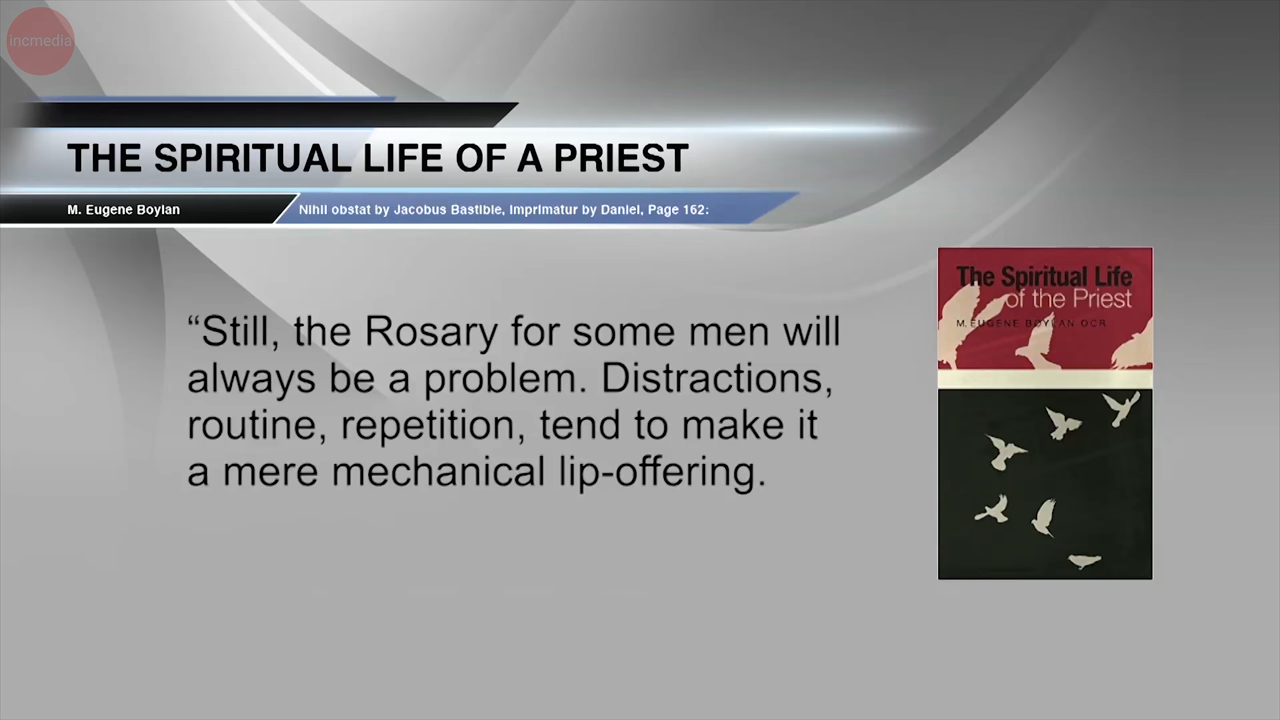 incmedia
THE SPIRITUAL LIFE OF A PRIEST
M. Eugene Boylan
Nihil obstat by Jacobus Bastible, Imprimatur by Daniel, Page 162:
“Still, the Rosary for some men will
always be a problem. Distractions,
routine, repetition, tend to make it
a mere mechanical lip-offering.
The Spiritual Life
of the Priest
M. EUGENE BOYLAN OCR